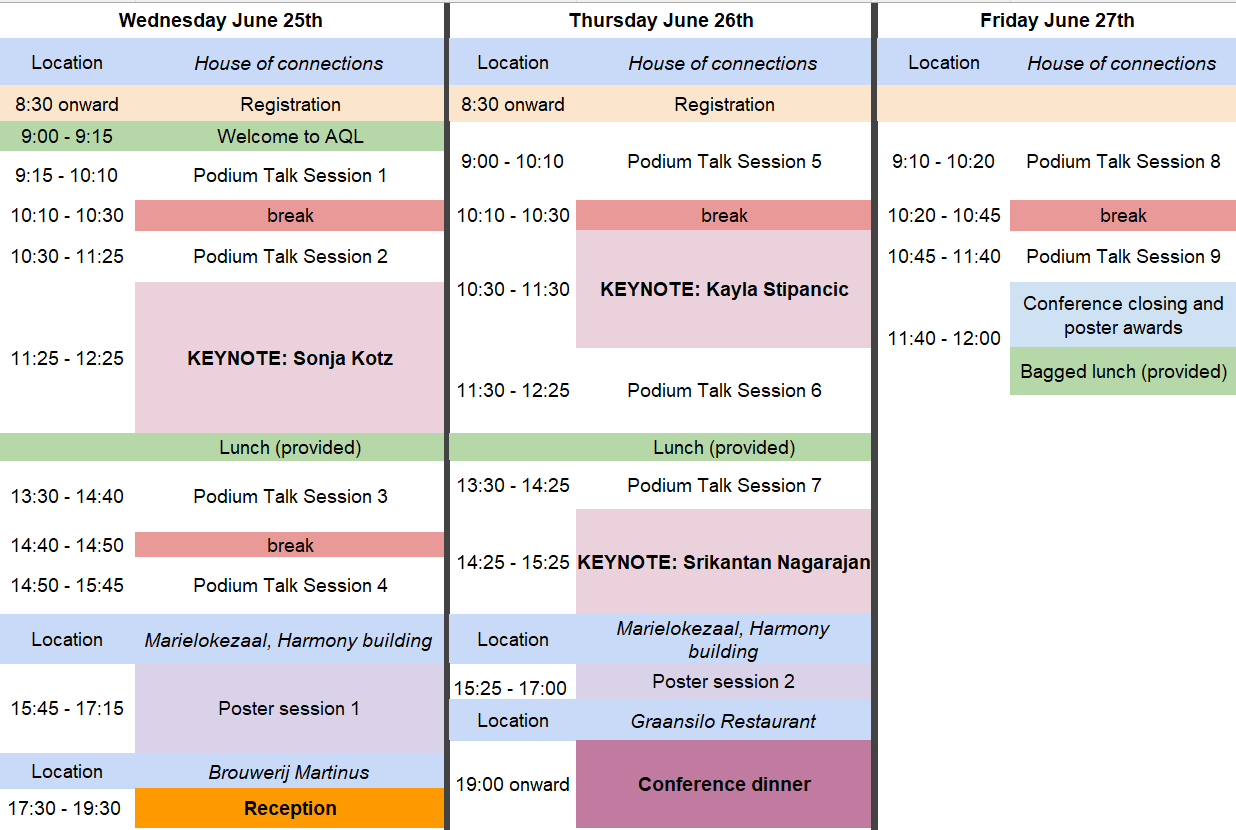 Wednesday June 25th
Location House of connections
8:30 onward Registration
9:00 - 9:15 Welcome to AQL
9:15 - 10:10 Podium Talk Session 1
10:10 - 10:30 break
10:30 - 11:25 Podium Talk Session 2
11:25 - 12:25 KEYNOTE: Sonja Kotz
Lunch (provided)
13:30 - 14:40 Podium Talk Session 3
14:40 - 14:50 break
14:50 - 15:45 Podium Talk Session 4
Location Marielokezaal, Harmony building
15:45 - 17:15 Poster session 1
Location Brouwerij Martinus
17:30 - 19:30 Reception
Thursday June 26th
Location House of connections
8:30 onward Registration
9:00 - 10:10 Podium Talk Session 5
10:10 - 10:30 break
10:30 - 11:30 KEYNOTE: Kayla Stipancic
11:30 - 12:25 Podium Talk Session 6
Lunch (provided)
13:30 - 14:25 Podium Talk Session 7
14:25 - 15:25 KEYNOTE: Srikantan Nagarajan
Location Marielokezaal, Harmony
building
15:25 - 17:00 Poster session 2
Location Graansilo Restaurant
19:00 onward Conference dinner
Friday June 27th
Location House of connections
9:10 - 10:20 Podium Talk Session 8
10:20 - 10:45 break
10:45 - 11:40 Podium Talk Session 9
11:40 - 12:00 Conference closing and
poster awards
Bagged lunch (provided)